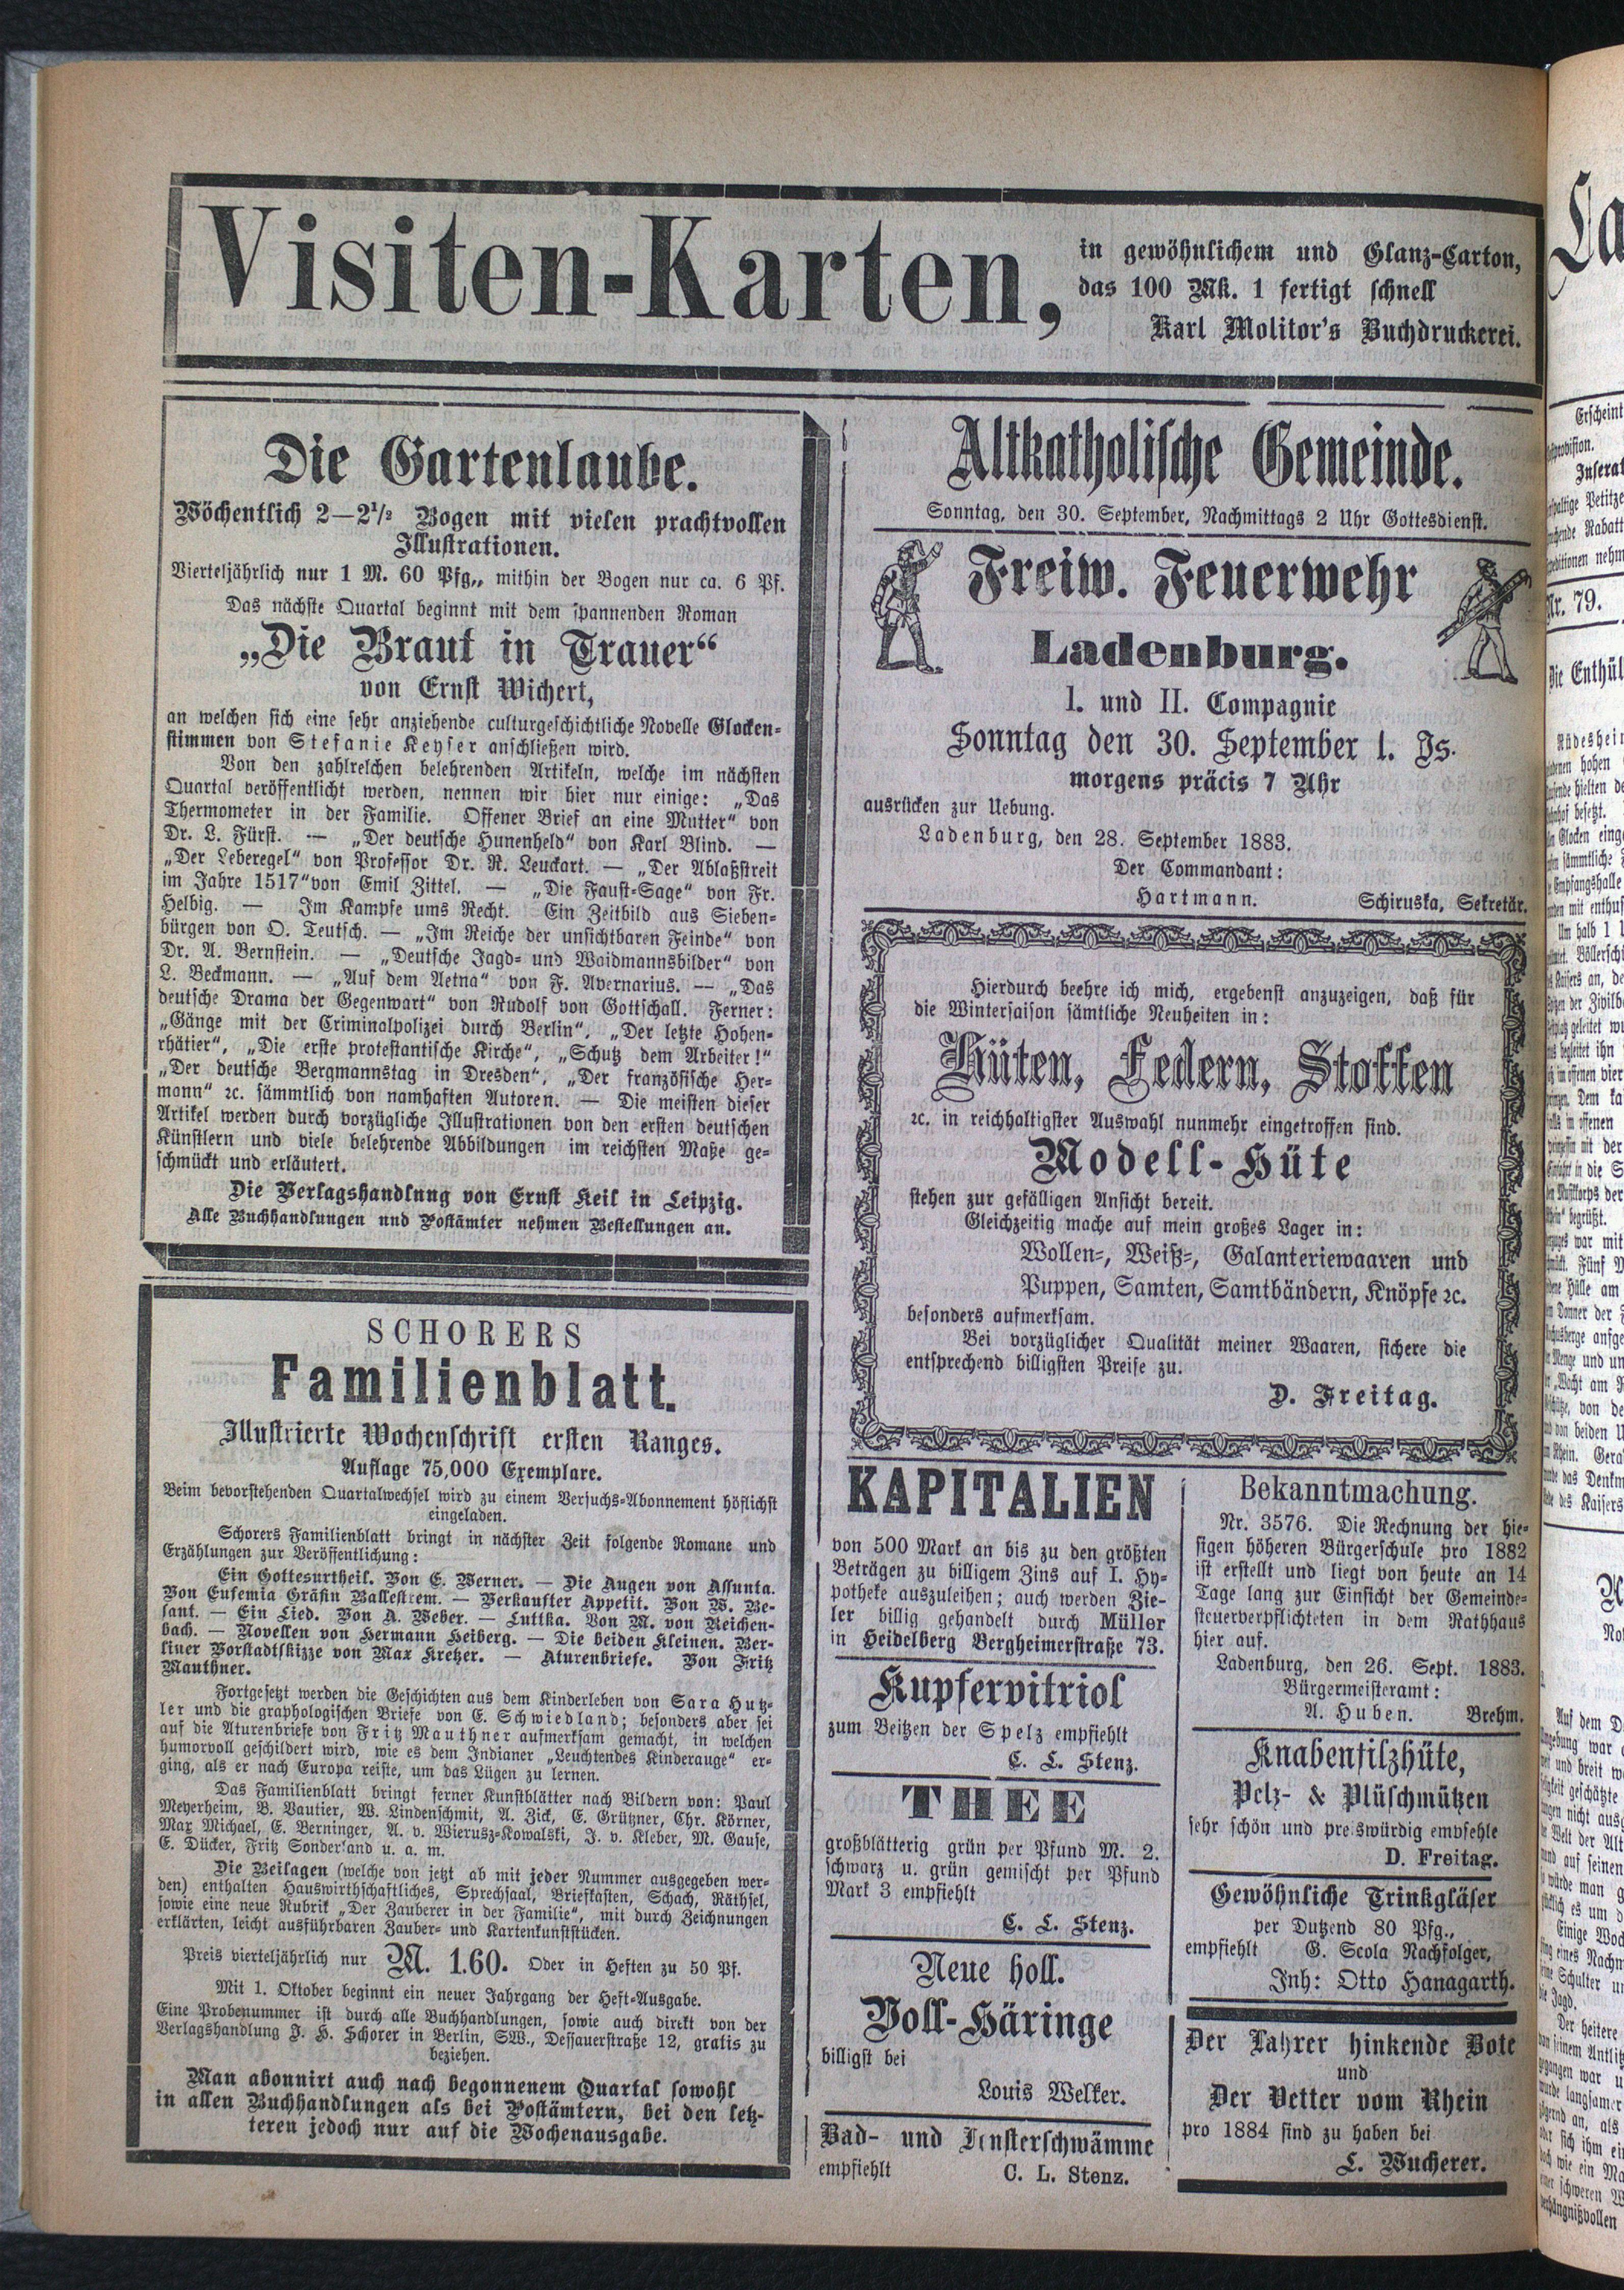 Visiten-Karten,
in gewöhnlichem und Glanz-Carton,
das 100 Mk. 1 fertigt schnell
Karl Molitor's Buchdruckerei.
Die Gartenlaube.
Wöchentlich 2—2½ Bogen mit vielen prachtvollen
Illustrationen.
Vierteljährlich nur 1 M. 60 Pfg., mithin der Bogen nur ca. 6 Pf.
Das nächste Quartal beginnt mit dem spannenden Roman
„Die Braut in Trauer“
von Ernst Wichert,
an welchen sich eine sehr anziehende culturgeschichtliche Novelle Glocken-
stimmen von Stefanie Keyser anschließen wird.
Von den zahlrelchen belehrenden Artikeln, welche im nächsten
Quartal veröffentlicht werden, nennen wir hier nur einige: „Das
Thermometer in der Familie. Offener Brief an eine Mutter“ von
Dr. L. Fürst. — „Der deutsche Hunenheld“ von Karl Blind. —
„Der Leberegel“ von Professor Dr. R. Leuckart. — „Der Ablaßstreit
im Jahre 1517“von Emil Zittel. — „Die Faust-Sage“ von Fr.
Helbig. — Im Kampfe ums Recht. Ein Zeitbild aus Sieben-
bürgen von O. Teutsch. — „Im Reiche der unsichtbaren Feinde“ von
Dr. A. Bernstein. — „Deutsche Jagd- und Waidmannsbilder“ von
L. Beckmann. — „Auf dem Aetna“ von F. Avernarius. — „Das
deutsche Drama der Gegenwart“ von Rudolf von Gottschall. Ferner:
„Gänge mit der Criminalpolizei durch Berlin“, „Der letzte Hohen-
rhätier“, „Die erste protestantische Kirche“, „Schutz dem Arbeiter!“
„Der deutsche Bergmannstag in Dresden“, „Der französische Her-
mann“ ꝛc. sämmtlich von namhaften Autoren. — Die meisten dieser
Artikel werden durch vorzügliche Illustrationen von den ersten deutschen
Künstlern und viele belehrende Abbildungen im reichsten Maße ge-
schmückt und erläutert.
Die Verlagshandlung von Ernst Keil in Leipzig.
Alle Buchhandlungen und Postämter nehmen Bestellungen an.
SCHORERS
Familienblatt.
Illustrierte Wochenschrift ersten Ranges.
Auflage 75,000 Exemplare.
Beim bevorstehenden Quartalwechsel wird zu einem Versuchs-Abonnement höflichst
eingeladen.
Schorers Familienblatt bringt in nächster Zeit folgende Romane und
Erzählungen zur Veröffentlichung:
Ein Gottesurtheil. Von E. Werner. — Die Augen von Assunta.
Von Eufemia Gräfin Ballestrem. — Verkaufter Appetit. Von W. Be-
sant. — Ein Lied. Von A. Weber. — Luttka. Von M. von Reichen-
bach. — Novellen von Hermann Heiberg. — Die beiden Kleinen. Ber-
liner Vorstadtskizze von Max Kretzer. — Aturenbriefe. Von Fritz
Mauthner.
Fortgesetzt werden die Geschichten aus dem Kinderleben von Sara Hutz-
ler und die graphologischen Briefe von E. Schwiedland; besonders aber sei
auf die Aturenbriefe von Fritz Mauthner aufmerksam gemacht, in welchen
humorvoll geschildert wird, wie es dem Indianer „Leuchtendes Kinderauge“ er-
ging, als er nach Europa reiste, um das Lügen zu lernen.
Das Familienblatt bringt ferner Kunstblätter nach Bildern von: Paul
Meyerheim, B. Vautier, W. Lindenschmit, A. Zick, E. Grützner, Chr. Körner,
Max Michael, E. Berninger, A. v. Wierusz-Kowalski, J. v. Kleber, M. Gause,
E. Dücker, Fritz Sonderland u. a. m.
Die Beilagen (welche von jetzt ab mit jeder Nummer ausgegeben wer-
den) enthalten Hauswirthschaftliches, Sprechsaal, Briefkasten, Schach, Räthsel,
sowie eine neue Rubrik „Der Zauberer in der Familie“, mit durch Zeichnungen
erklärten, leicht ausführbaren Zauber- und Kartenkunststücken.
Preis vierteljährlich nur M. 1.60. Oder in Heften zu 50 Pf.
Mit 1. Oktober beginnt ein neuer Jahrgang der Heft-Ausgabe.
Eine Probenummer ist durch alle Buchhandlungen, sowie auch direkt von der
Verlagshandlung J. H. Schorer in Berlin, SW., Dessauerstraße 12, gratis zu
beziehen.
Man abonnirt auch nach begonnenem Quartal sowohl
in allen Buchhandlungen als bei Postämtern, bei den letz-
teren jedoch nur auf die Wochenausgabe.
Altkatholische Gemeinde.
Sonntag, den 30. September, Nachmittags 2 Uhr Gottesdienst.
Freiw. Feuerwehr
Ladenburg.
I. und II. Compagnie
Sonntag den 30. September l. Js.
morgens präcis 7 Uhr
ausrücken zur Uebung.
Ladenburg, den 28. September 1883.
Der Commandant:
Hartmann. Schiruska, Sekretär.
Hierdurch beehre ich mich, ergebenst anzuzeigen, daß für
die Wintersaison sämtliche Neuheiten in:
Hüten, Federn, Stoffen
ꝛc. in reichhaltigster Auswahl nunmehr eingetroffen sind.
Modell-Hüte
stehen zur gefälligen Ansicht bereit.
Gleichzeitig mache auf mein großes Lager in:
Wollen-, Weiß-, Galanteriewaaren und
Puppen, Samten, Samtbändern, Knöpfe ꝛc.
besonders aufmerksam.
Bei vorzüglicher Qualität meiner Waaren, sichere die
entsprechend billigsten Preise zu.
D. Freitag.
KAPITALIEN
von 500 Mark an bis zu den größten
Beträgen zu billigem Zins auf I. Hy-
potheke auszuleihen; auch werden Zie-
ler billig gehandelt durch Müller
in Heidelberg Bergheimerstraße 73.
Kupfervitriol
zum Beitzen der Spelz empfiehlt
C. L. Stenz.
THEE
großblätterig grün per Pfund M. 2.
schwarz u. grün gemischt per Pfund
Mark 3 empfiehlt
C. L. Stenz.
Neue holl.
Voll-Häringe
billigst bei
Louis Welker.
Bad- und Fensterschwämme
empfiehlt C. L. Stenz.
Bekanntmachung.
Nr. 3576. Die Rechnung der hie-
sigen höheren Bürgerschule pro 1882
ist erstellt und liegt von heute an 14
Tage lang zur Einsicht der Gemeinde-
steuerverpflichteten in dem Rathhaus
hier auf.
Ladenburg, den 26. Sept. 1883.
Bürgermeisteramt:
A. Huben. Brehm.
Knabenfilzhüte,
Pelz- & Plüschmützen
sehr schön und preiswürdig empfehle
D. Freitag.
Gewöhnliche Trinkgläser
per Dutzend 80 Pfg.,
empfiehlt G. Scola Nachfolger,
Inh: Otto Hanagarth.
Der Lahrer hinkende Bote
und
Der Vetter vom Rhein
pro 1884 sind zu haben bei
L. Wucherer.
Nr. 79.